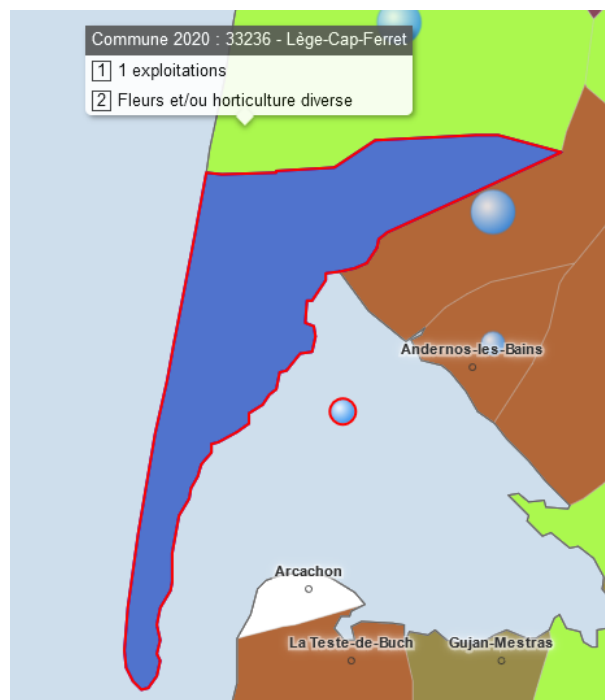 Commune 2020 : 33236 - Lège-Cap-Ferret
1 1 exploitations
2 Fleurs et/ou horticulture diverse
Andernos-les-Bains
Arcachon
La Teste-de-Buch Gujan-Mestras